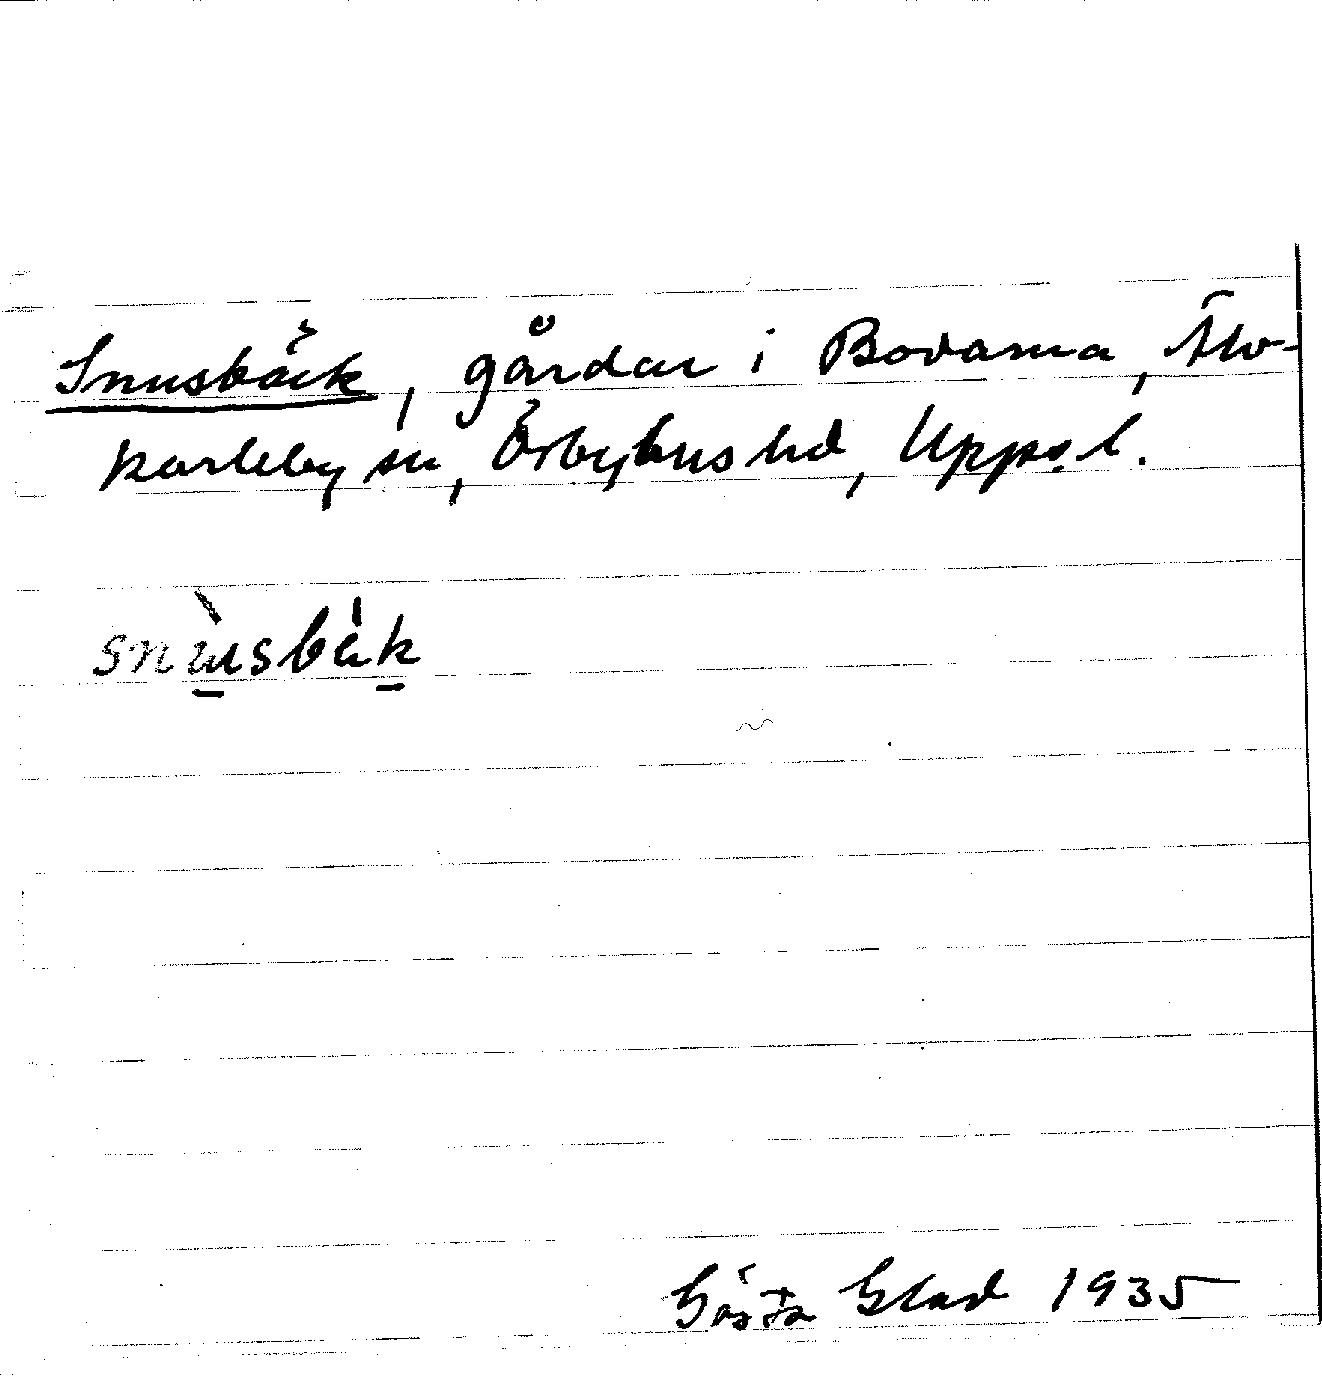 Snusbäck, gårdar i Bodarna, Älv-
karleby sn, Örbyhus hd, Upps. l.
snùsbäk
Gösta Glad 1935